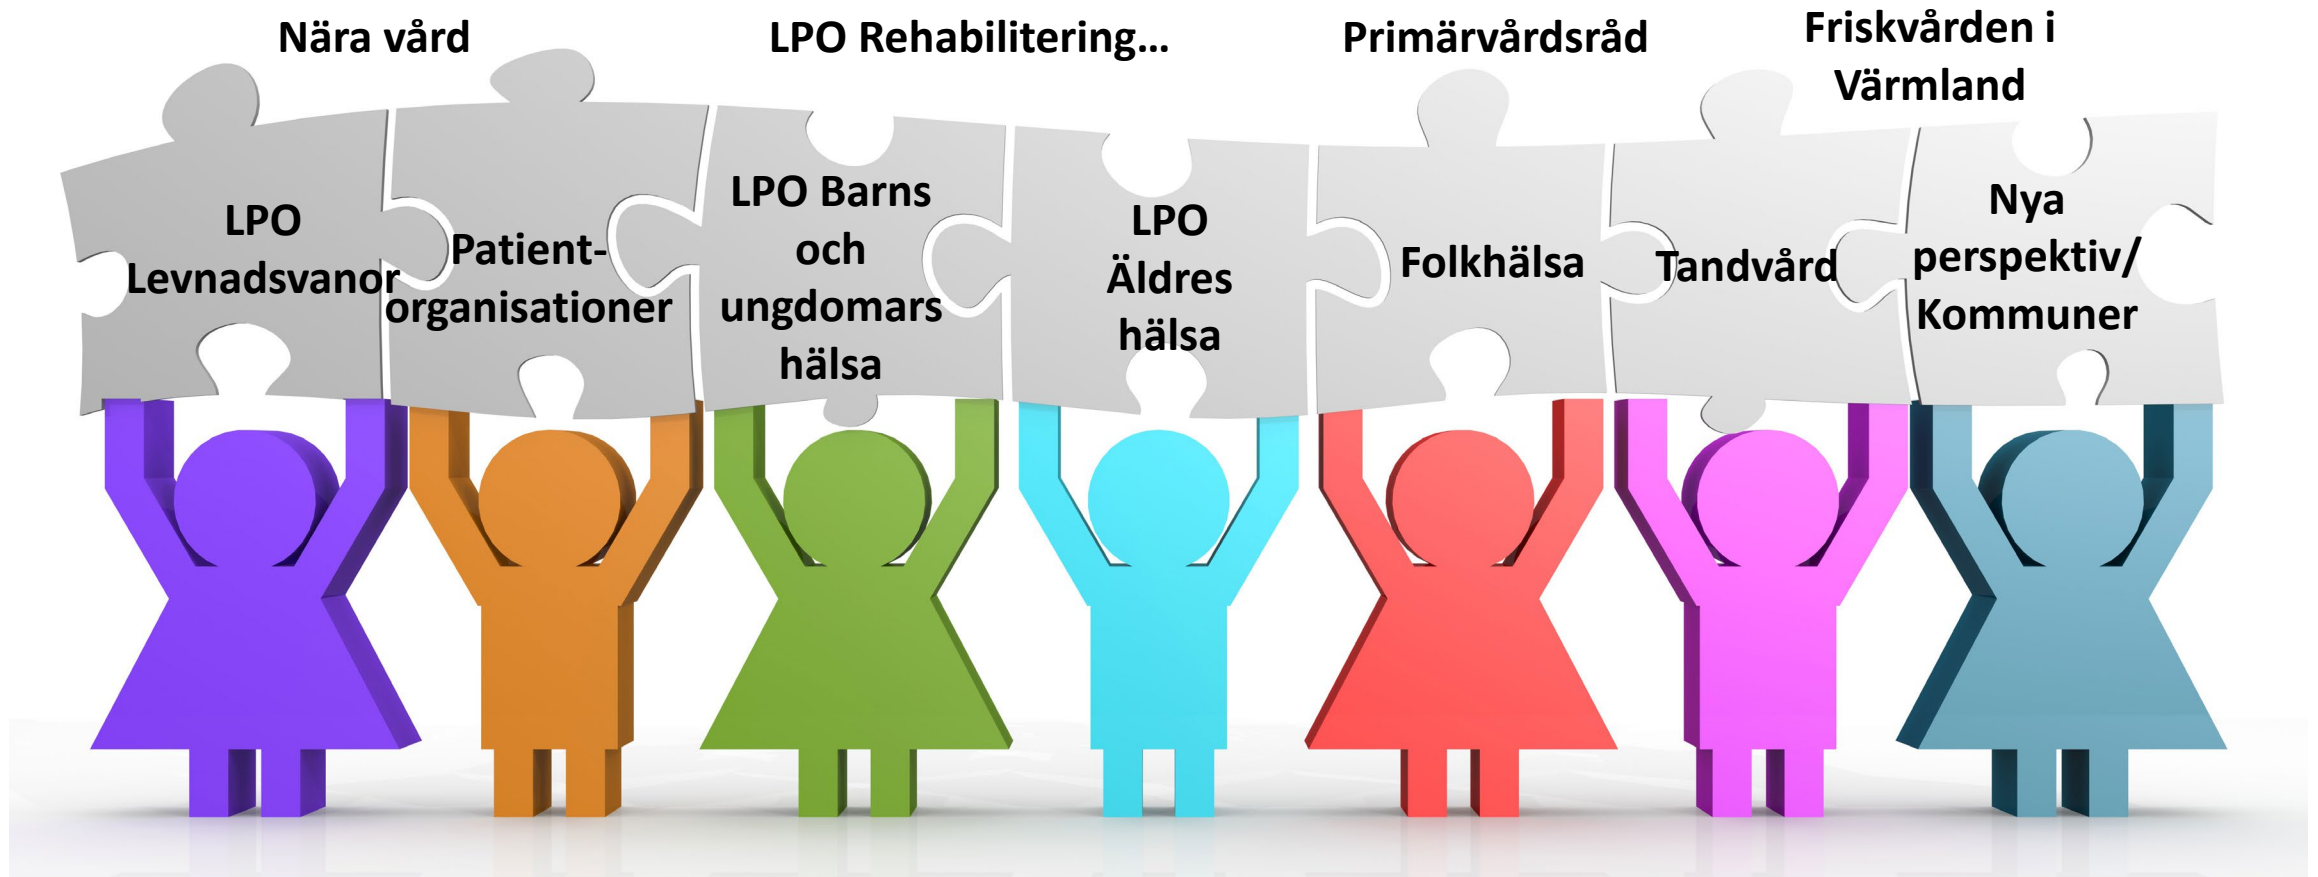 Nära vård
LPO Rehabilitering...
Primärvårdsråd
Friskvården i
Värmland
LPO
Levnadsvanor
Patient-
organisationer
LPO Barns
och
ungdomars
hälsa
LPO
Äldres
hälsa
Folkhälsa
Tandvård
Nya
perspektiv/
Kommuner